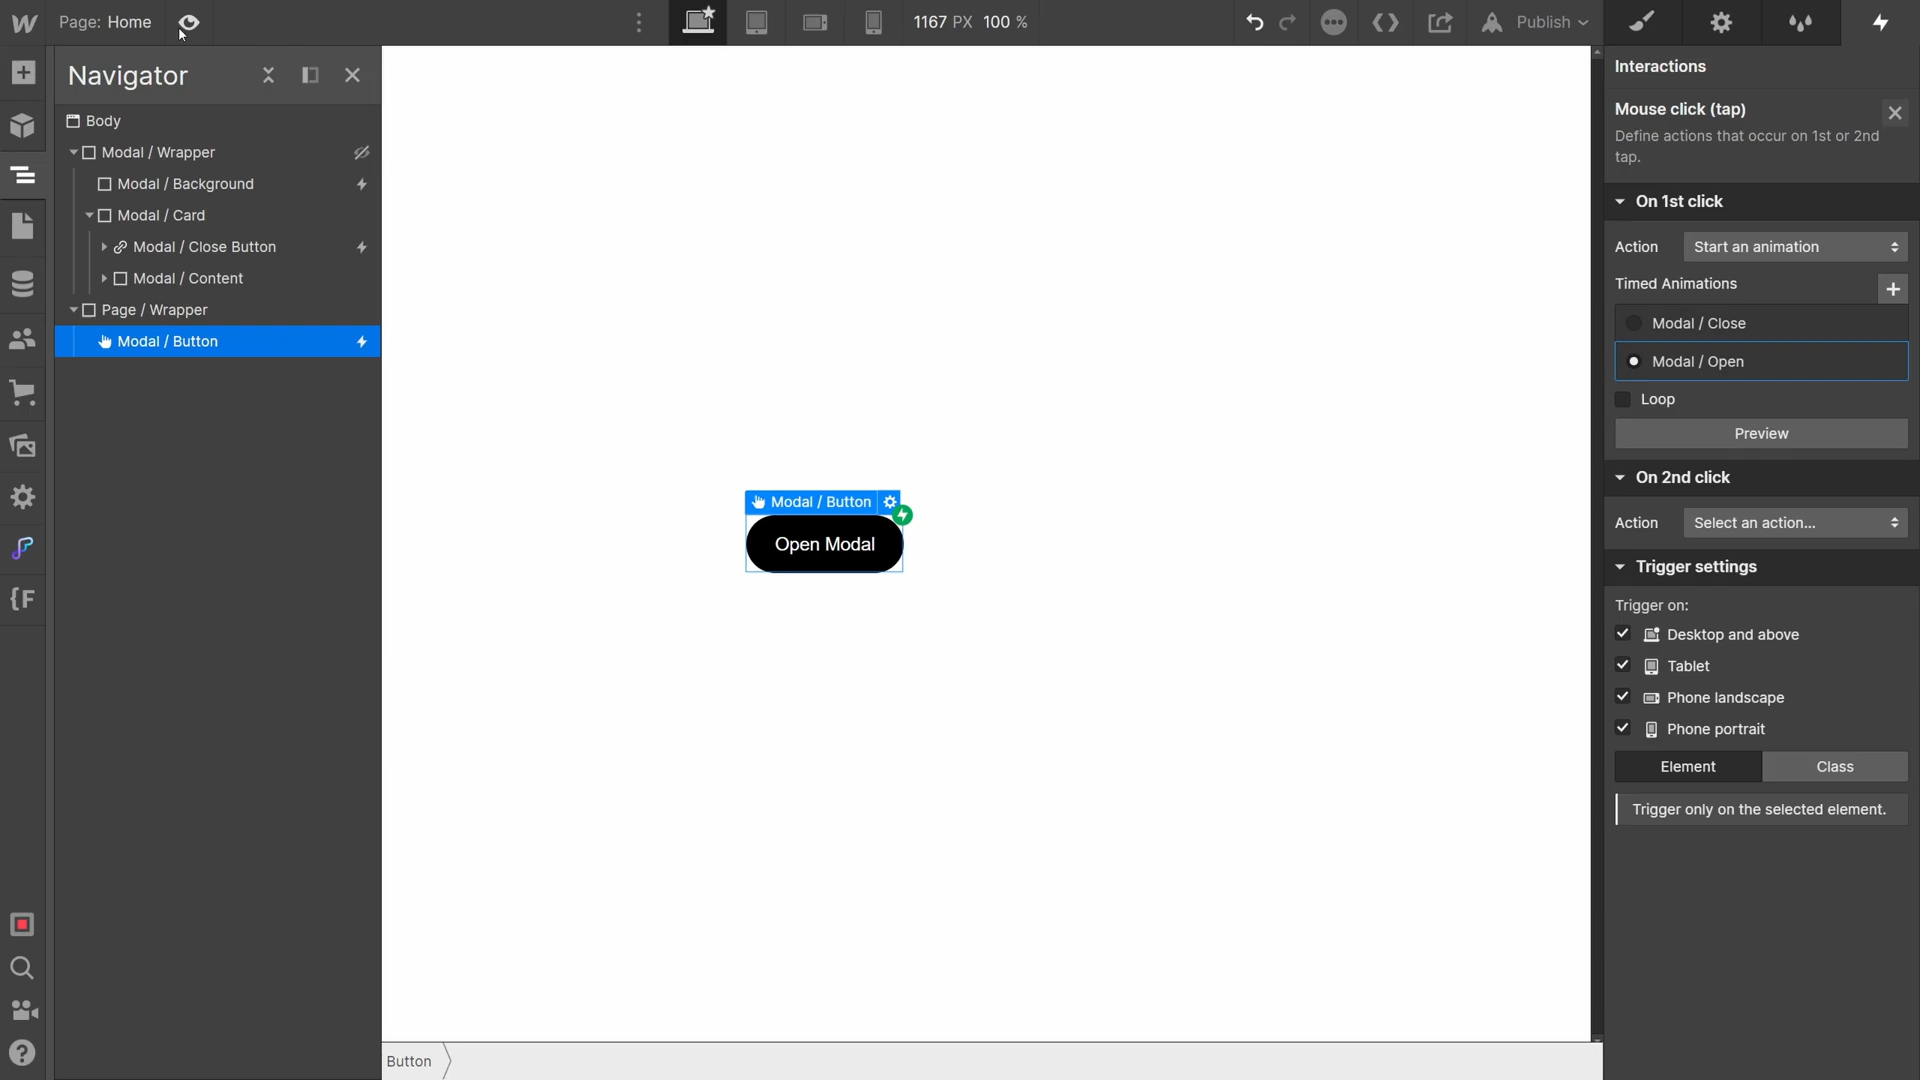 Page: Home
1167 PX 100 %
Publish
Navigator
Body
Modal / Wrapper
Modal / Background
Modal / Card
Modal / Close Button
Modal / Content
Page / Wrapper
Modal / Button
Modal / Button
Open Modal
Button
Interactions
Mouse click (tap)
Define actions that occur on 1st or 2nd
tap.
On 1st click
Action Start an animation
Timed Animations
Modal / Close
Modal / Open
Loop
Preview
On 2nd click
Action Select an action...
Trigger settings
Trigger on:
Desktop and above
Tablet
Phone landscape
Phone portrait
Element Class
Trigger only on the selected element.